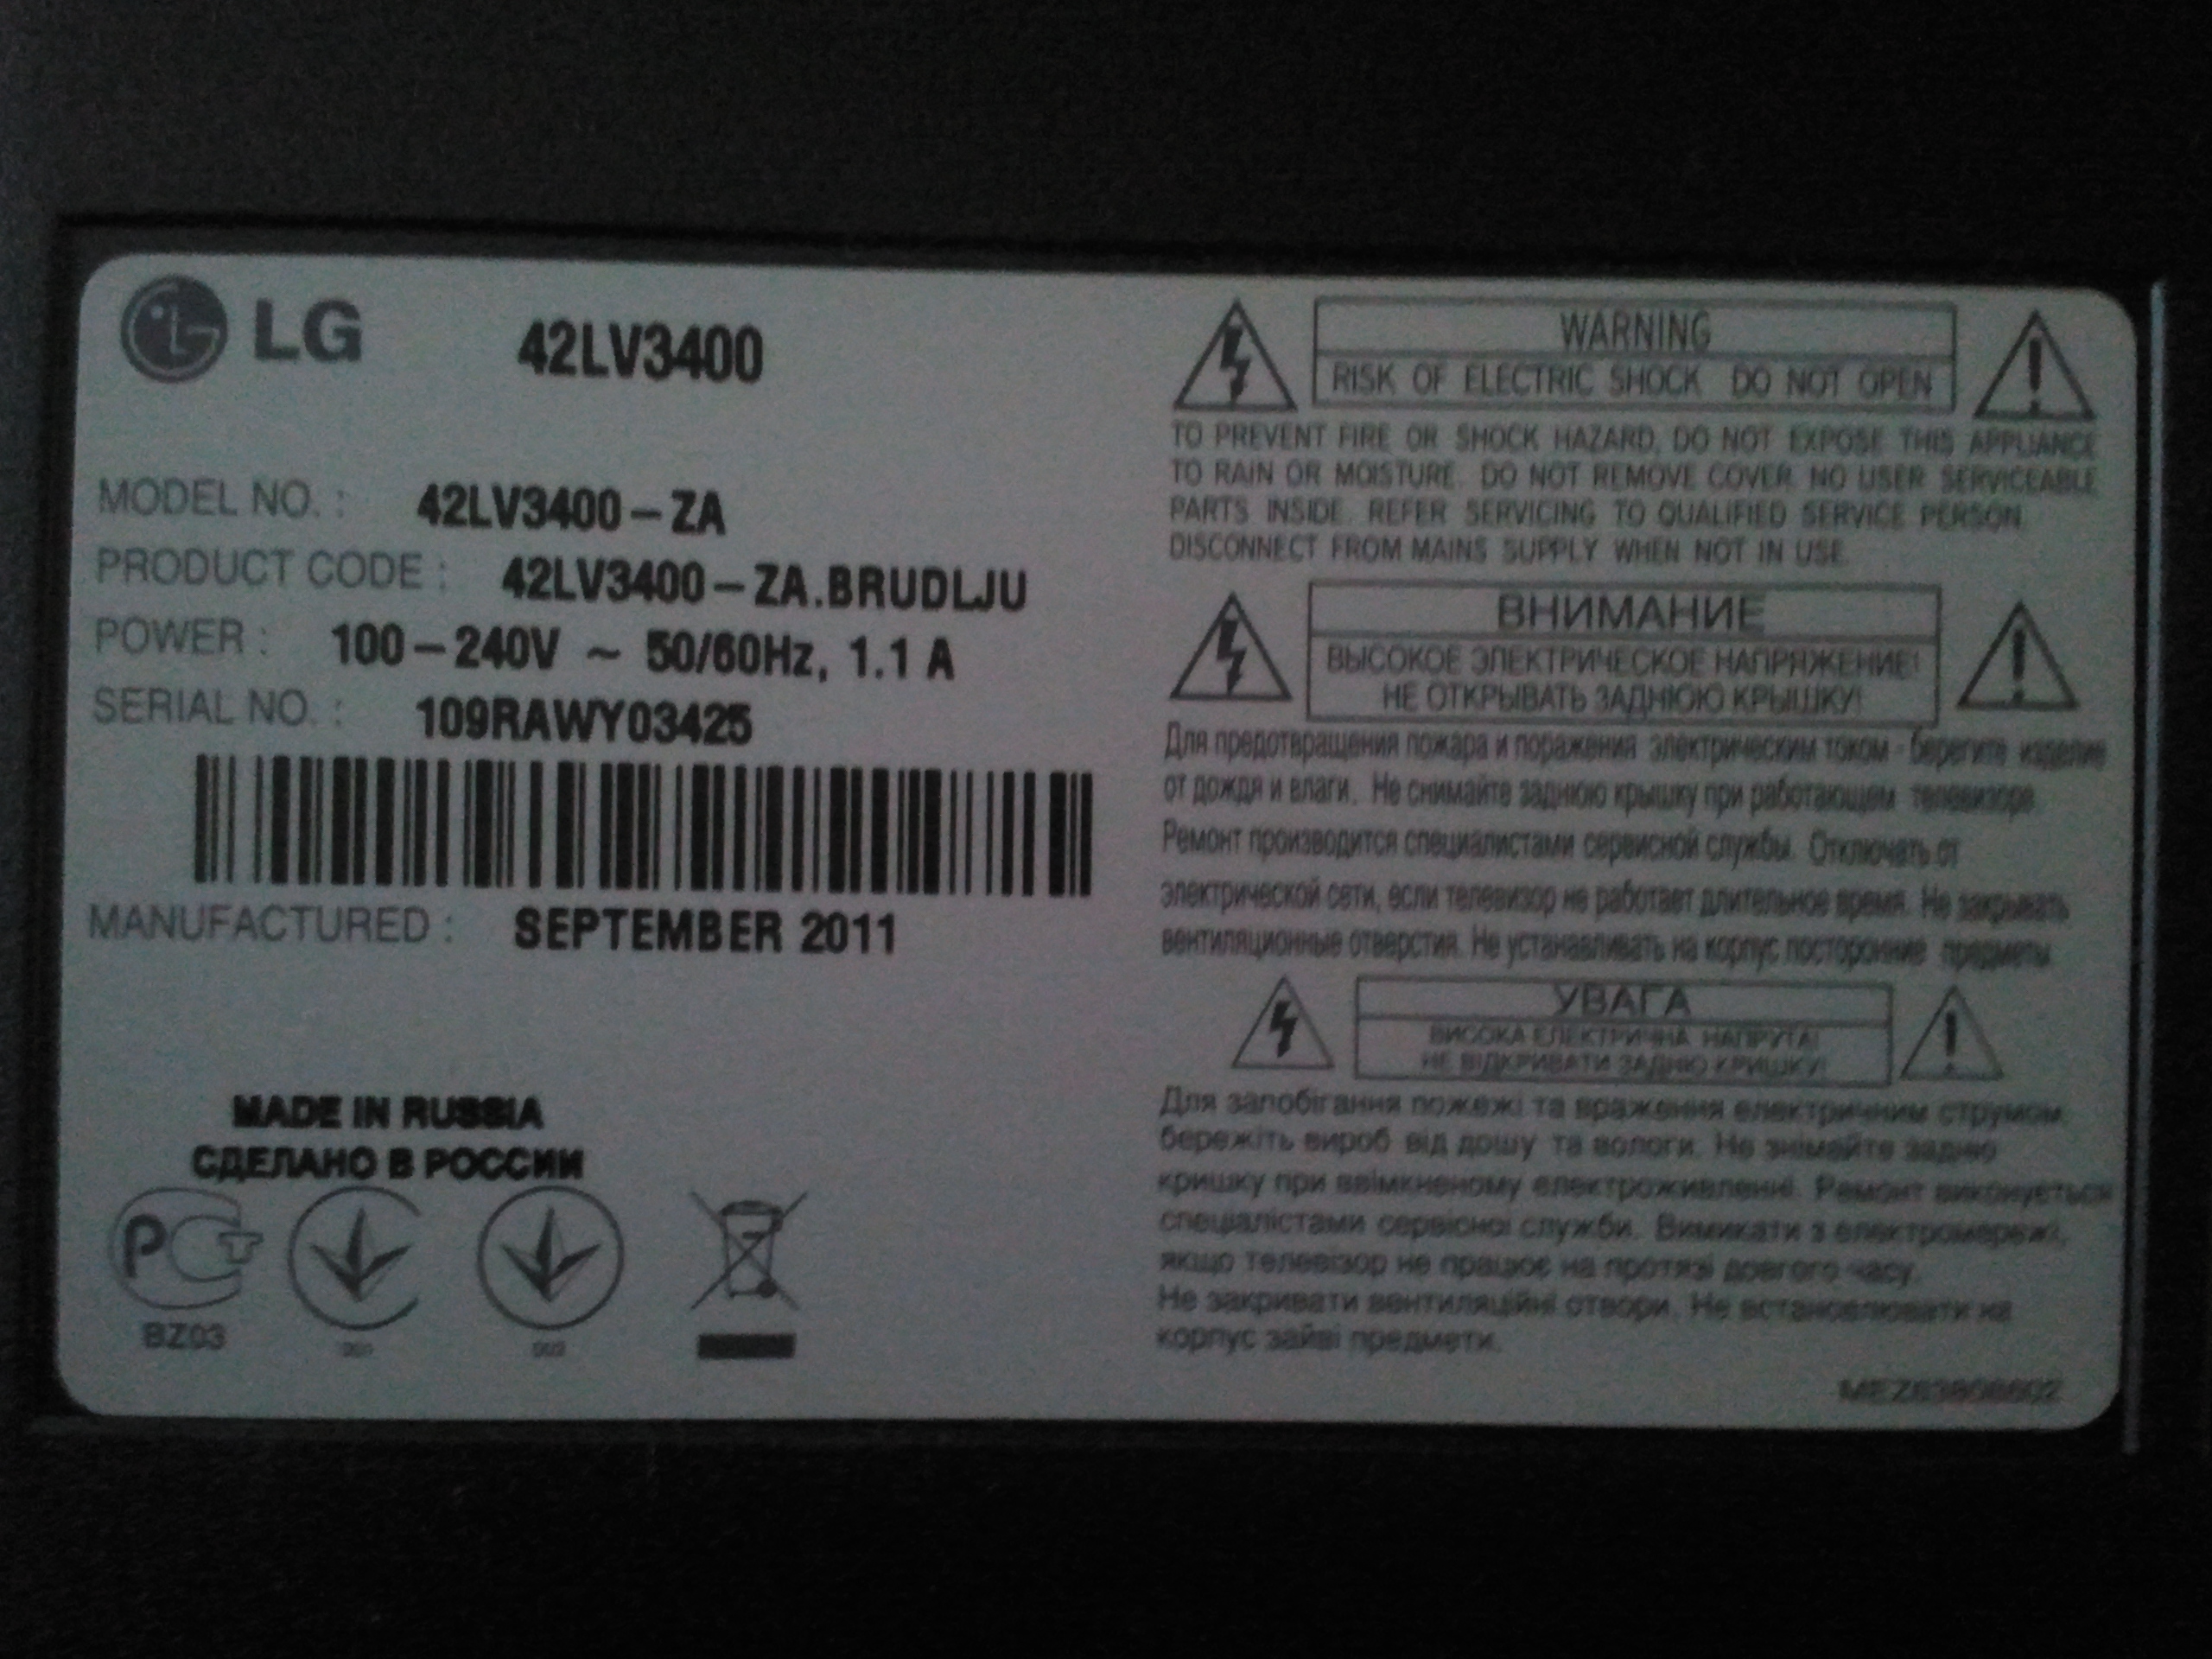 LG 42LV3400
MODEL NO. : 42LV3400-ZA
PRODUCT CODE : 42LV3400-ZA.BRUDLJU
POWER : 100-240V ~ 50/60Hz, 1.1 A
SERIAL NO. : 109RAWY03425
MANUFACTURED : SEPTEMBER 2011
MADE IN RUSSIA
СДЕЛАНО В РОССИИ
РСТ
BZ03
WARNING
RISK OF ELECTRIC SHOCK DO NOT OPEN
TO PREVENT FIRE OR SHOCK HAZARD, DO NOT EXPOSE THIS APPLIANCE
TO RAIN OR MOISTURE. DO NOT REMOVE COVER. NO USER SERVICEABLE
PARTS INSIDE. REFER SERVICING TO QUALIFIED SERVICE PERSON.
DISCONNECT FROM MAINS SUPPLY WHEN NOT IN USE.
ВНИМАНИЕ
ВЫСОКОЕ ЭЛЕКТРИЧЕСКОЕ НАПРЯЖЕНИЕ!
НЕ ОТКРЫВАТЬ ЗАДНЮЮ КРЫШКУ!
Для предотвращения пожара и поражения электрическим током - берегите изделие
от дождя и влаги. Не снимайте заднюю крышку при работающем телевизоре.
Ремонт производится специалистами сервисной службы. Отключать от
электрической сети, если телевизор не работает длительное время. Не закрывать
вентиляционные отверстия. Не устанавливать на корпус посторонние предметы.
УВАГА
ВИСОКА ЕЛЕКТРИЧНА НАПРУГА!
НЕ ВІДКРИВАТИ ЗАДНЮ КРИШКУ!
Для запобігання пожежі та враження електричним струмом
бережіть виріб від дощу та вологи. Не знімайте задню
кришку при ввімкненому електроживленні. Ремонт виконується
спеціалістами сервісної служби. Вимикати з електромережі,
якщо телевізор не працює на протязі довгого часу.
Не закривати вентиляційні отвори. Не встановлювати на
корпус зайві предмети.